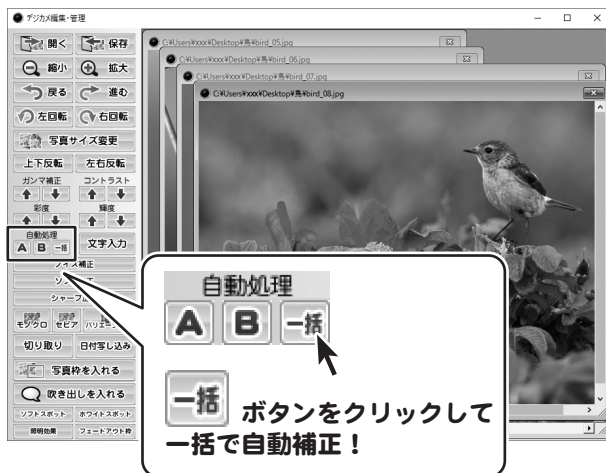 デジカメ編集・管理
開く 保存
縮小 拡大
戻る 進む
左回転 右回転
写真サイズ変更
上下反転 左右反転
ガンマ補正 コントラスト
彩度 輝度
自動処理
A B 一括 文字入力
モノクロ セピア
切り取り 日付写し込み
写真枠を入れる
吹き出しを入れる
ソフトスポット ホワイトスポット
照明効果 フェードアウト枠
C:¥Users¥xxx¥Desktop¥鳥¥bird_05.jpg
C:¥Users¥xxx¥Desktop¥鳥¥bird_06.jpg
C:¥Users¥xxx¥Desktop¥鳥¥bird_07.jpg
C:¥Users¥xxx¥Desktop¥鳥¥bird_08.jpg
自動処理
A B 一括
一括 ボタンをクリックして
一括で自動補正！